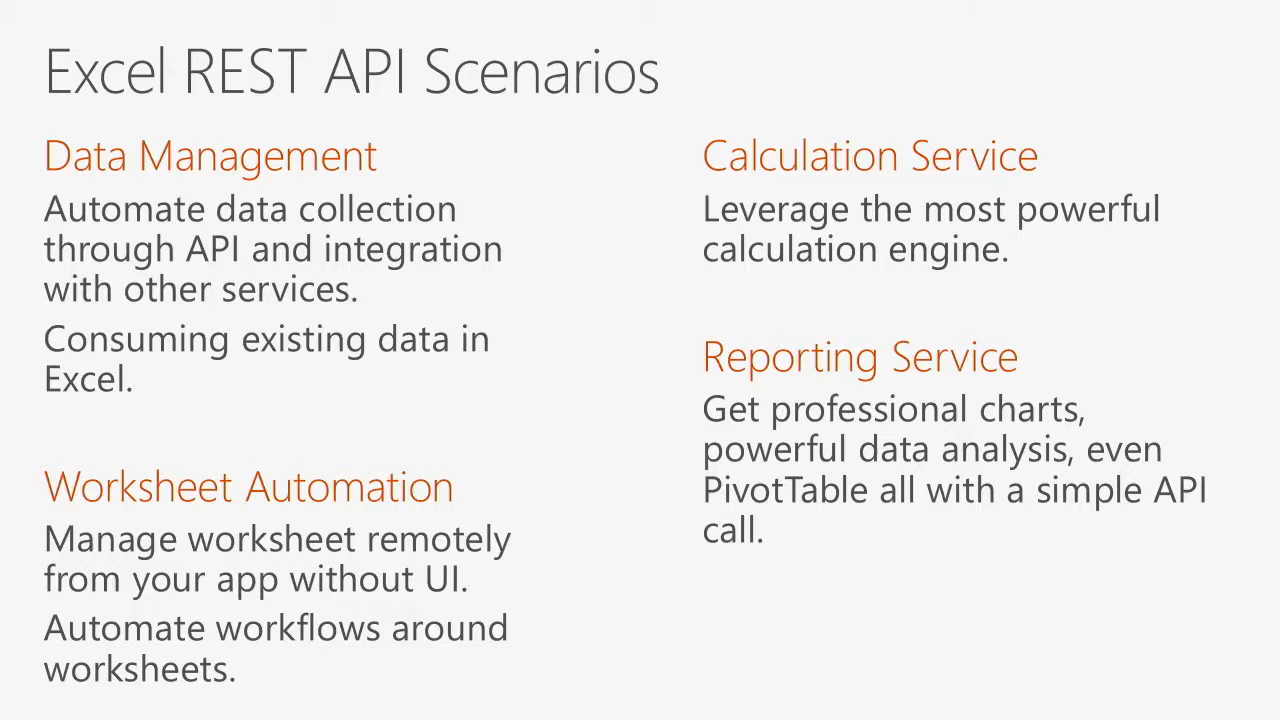 Excel REST API Scenarios
Data Management
Automate data collection
through API and integration
with other services.
Consuming existing data in
Excel.
Worksheet Automation
Manage worksheet remotely
from your app without UI.
Automate workflows around
worksheets.
Calculation Service
Leverage the most powerful
calculation engine.
Reporting Service
Get professional charts,
powerful data analysis, even
PivotTable all with a simple API
call.